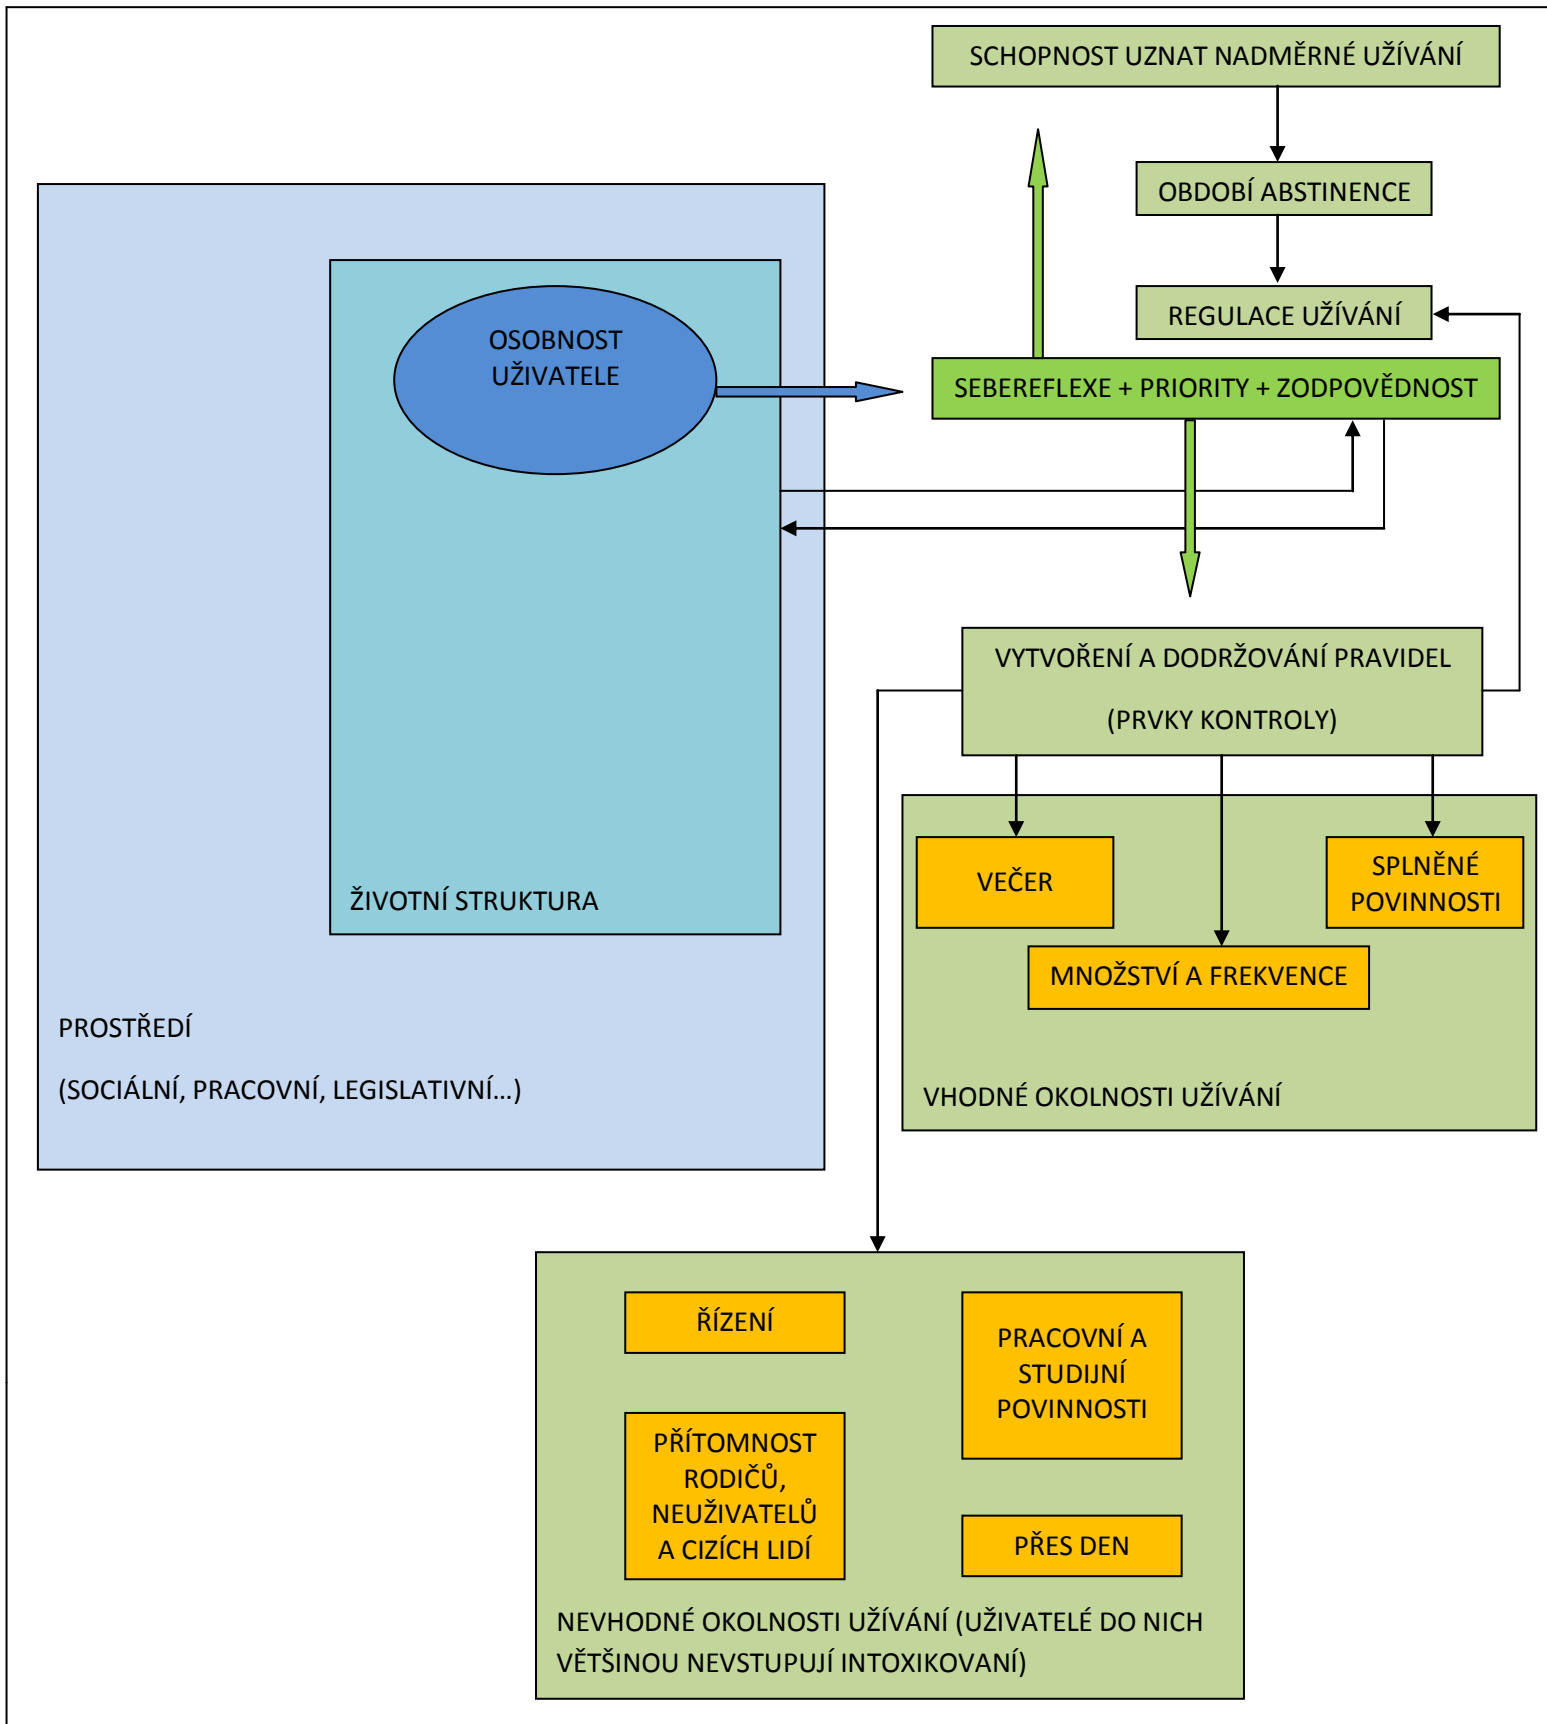 SCHOPNOST UZNAT NADMĚRNÉ UŽÍVÁNÍ
OBDOBÍ ABSTINENCE
REGULACE UŽÍVÁNÍ
OSOBNOST
UŽIVATELE
SEBEREFLEXE + PRIORITY + ZODPOVĚDNOST
ŽIVOTNÍ STRUKTURA
PROSTŘEDÍ
(SOCIÁLNÍ, PRACOVNÍ, LEGISLATIVNÍ…)
VYTVOŘENÍ A DODRŽOVÁNÍ PRAVIDEL
(PRVKY KONTROLY)
VEČER
SPLNĚNÉ
POVINNOSTI
MNOŽSTVÍ A FREKVENCE
VHODNÉ OKOLNOSTI UŽÍVÁNÍ
ŘÍZENÍ
PRACOVNÍ A
STUDIJNÍ
POVINNOSTI
PŘÍTOMNOST
RODIČŮ,
NEUŽIVATELŮ
A CIZÍCH LIDÍ
PŘES DEN
NEVHODNÉ OKOLNOSTI UŽÍVÁNÍ (UŽIVATELÉ DO NICH
VĚTŠINOU NEVSTUPUJÍ INTOXIKOVANÍ)